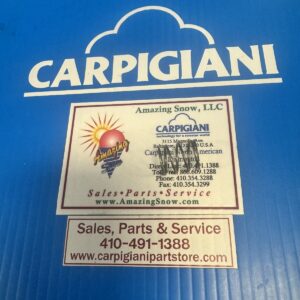 CARPIGIANI
Amazing Snow, LLC
CARPIGIANI
Phone: 410.354.3288
Fax: 410.354.3299
Sales • Parts • Service
www.AmazingSnow.com
Sales, Parts & Service
410-491-1388
www.carpigianipartstore.com